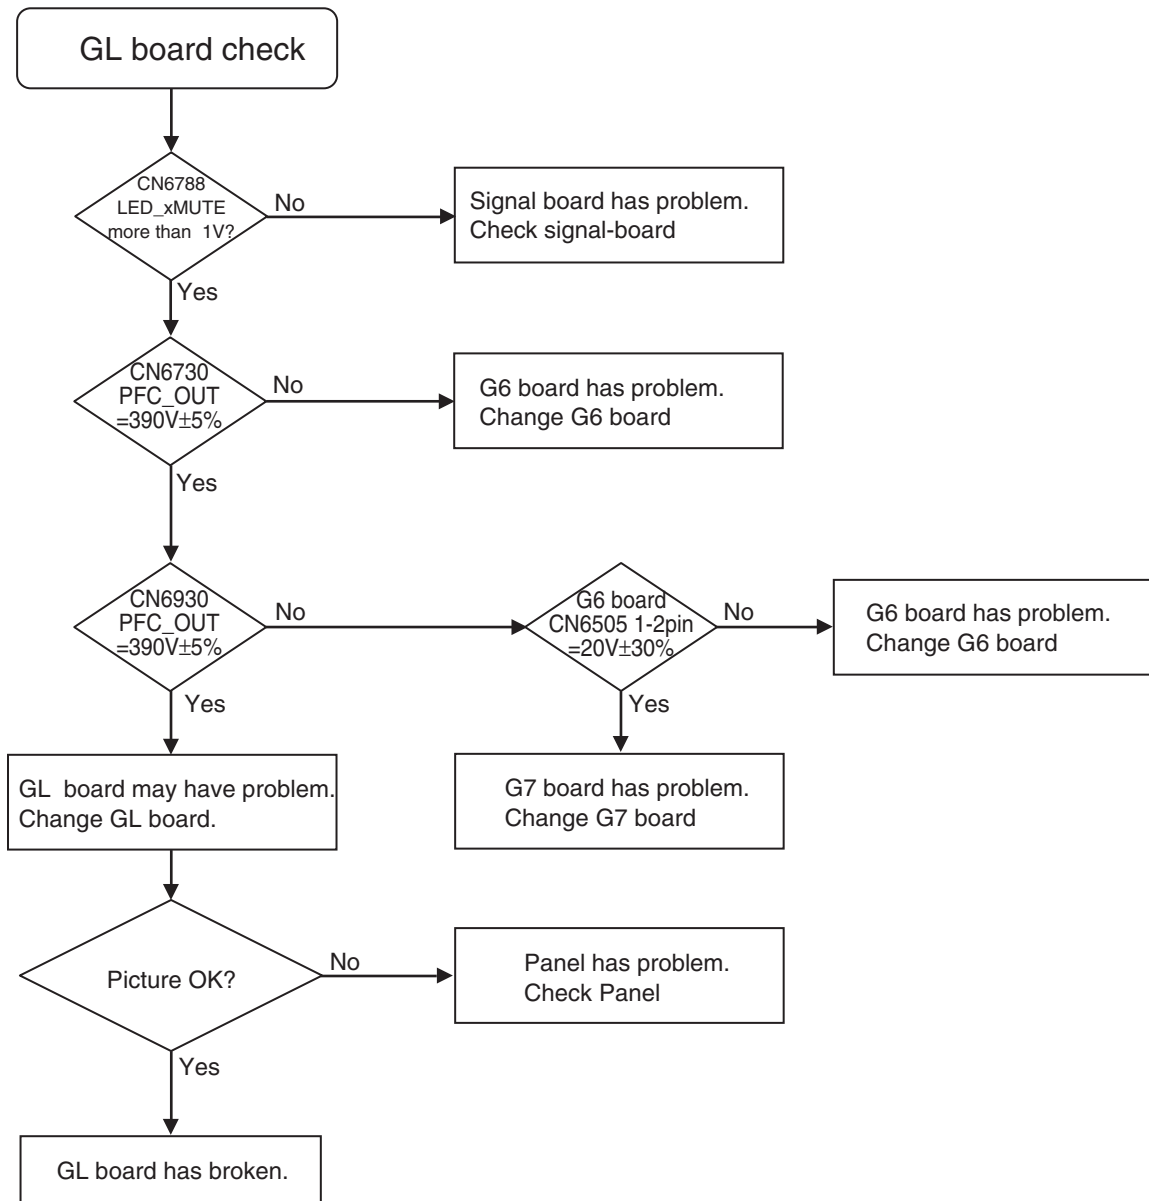 GL board check
CN6788
LED_xMUTE
more than 1V?
No
Signal board has problem.
Check signal-board
Yes
CN6730
PFC_OUT
=390V±5%
No
G6 board has problem.
Change G6 board
Yes
CN6930
PFC_OUT
=390V±5%
No
G6 board
CN6505 1-2pin
=20V±30%
No
G6 board has problem.
Change G6 board
Yes
Yes
GL board may have problem.
Change GL board.
G7 board has problem.
Change G7 board
Picture OK?
No
Panel has problem.
Check Panel
Yes
GL board has broken.